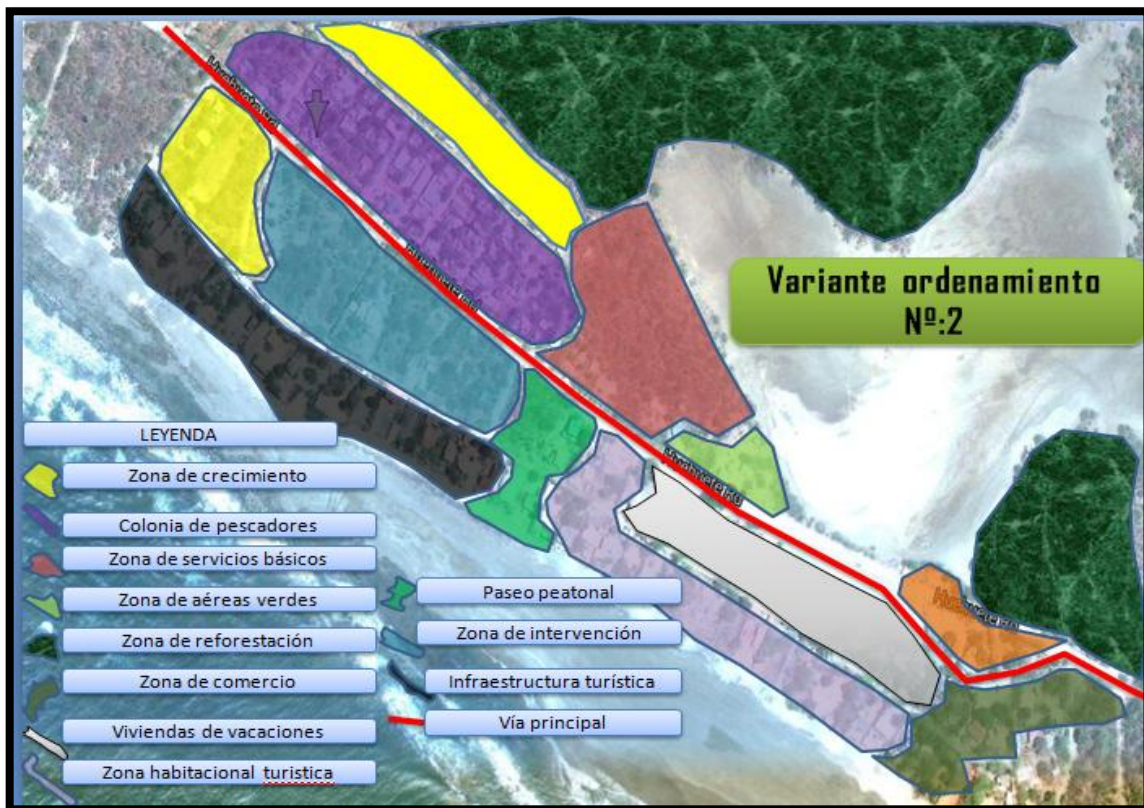 Variante ordenamiento
Nº:2
LEYENDA
Zona de crecimiento
Colonia de pescadores
Zona de servicios básicos
Zona de aéreas verdes
Zona de reforestación
Zona de comercio
Viviendas de vacaciones
Zona habitacional turistica
Paseo peatonal
Zona de intervención
Infraestructura turística
Vía principal